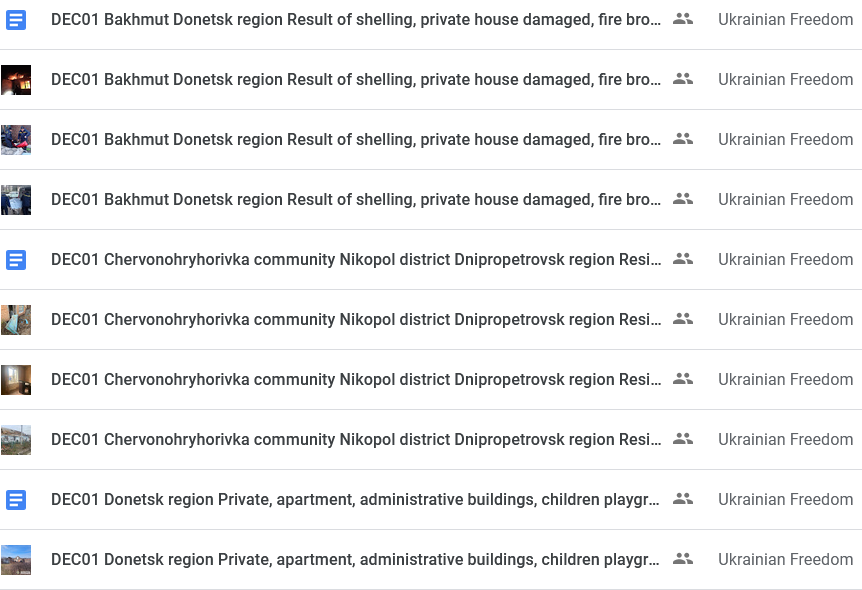 DEC01 Bakhmut Donetsk region Result of shelling, private house damaged, fire bro... Ukrainian Freedom
DEC01 Bakhmut Donetsk region Result of shelling, private house damaged, fire bro... Ukrainian Freedom
DEC01 Bakhmut Donetsk region Result of shelling, private house damaged, fire bro... Ukrainian Freedom
DEC01 Bakhmut Donetsk region Result of shelling, private house damaged, fire bro... Ukrainian Freedom
DEC01 Chervonohryhorivka community Nikopol district Dnipropetrovsk region Resi... Ukrainian Freedom
DEC01 Chervonohryhorivka community Nikopol district Dnipropetrovsk region Resi... Ukrainian Freedom
DEC01 Chervonohryhorivka community Nikopol district Dnipropetrovsk region Resi... Ukrainian Freedom
DEC01 Chervonohryhorivka community Nikopol district Dnipropetrovsk region Resi... Ukrainian Freedom
DEC01 Donetsk region Private, apartment, administrative buildings, children playgr... Ukrainian Freedom
DEC01 Donetsk region Private, apartment, administrative buildings, children playgr... Ukrainian Freedom